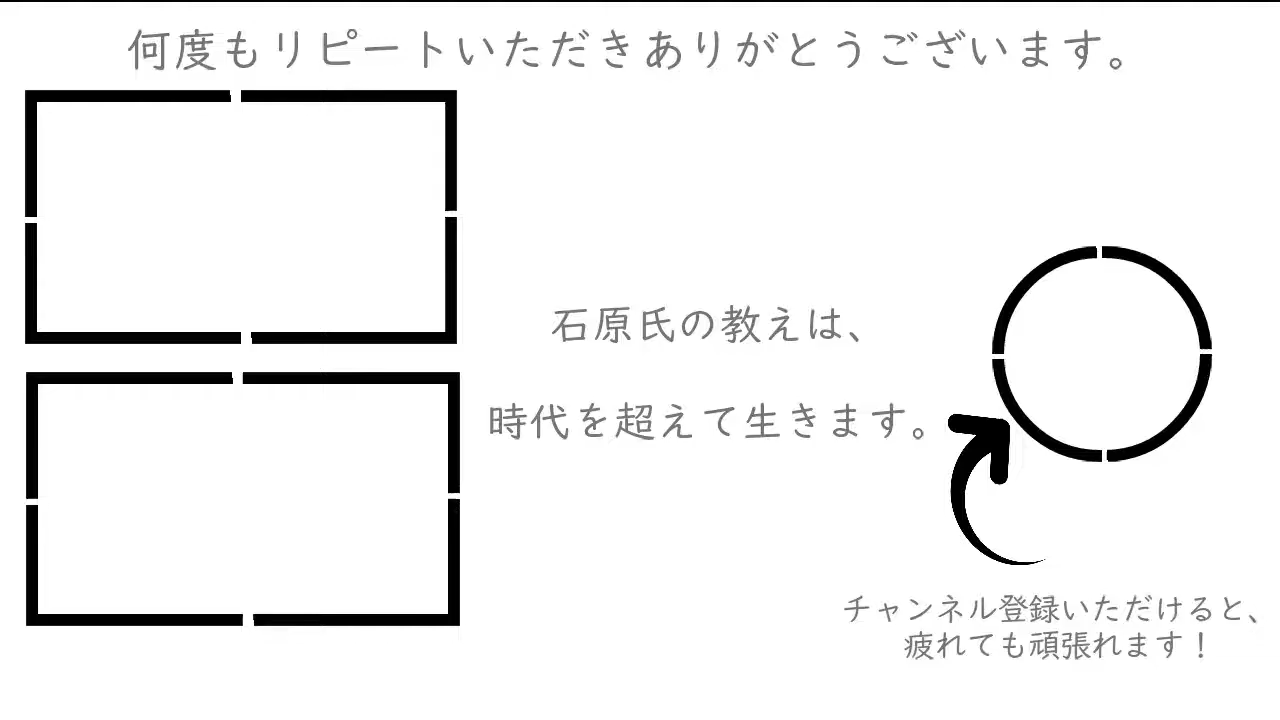 何度もリピートいただきありがとうございます。
石原氏の教えは、
時代を超えて生きます。
チャンネル登録いただけると、
疲れても頑張れます！